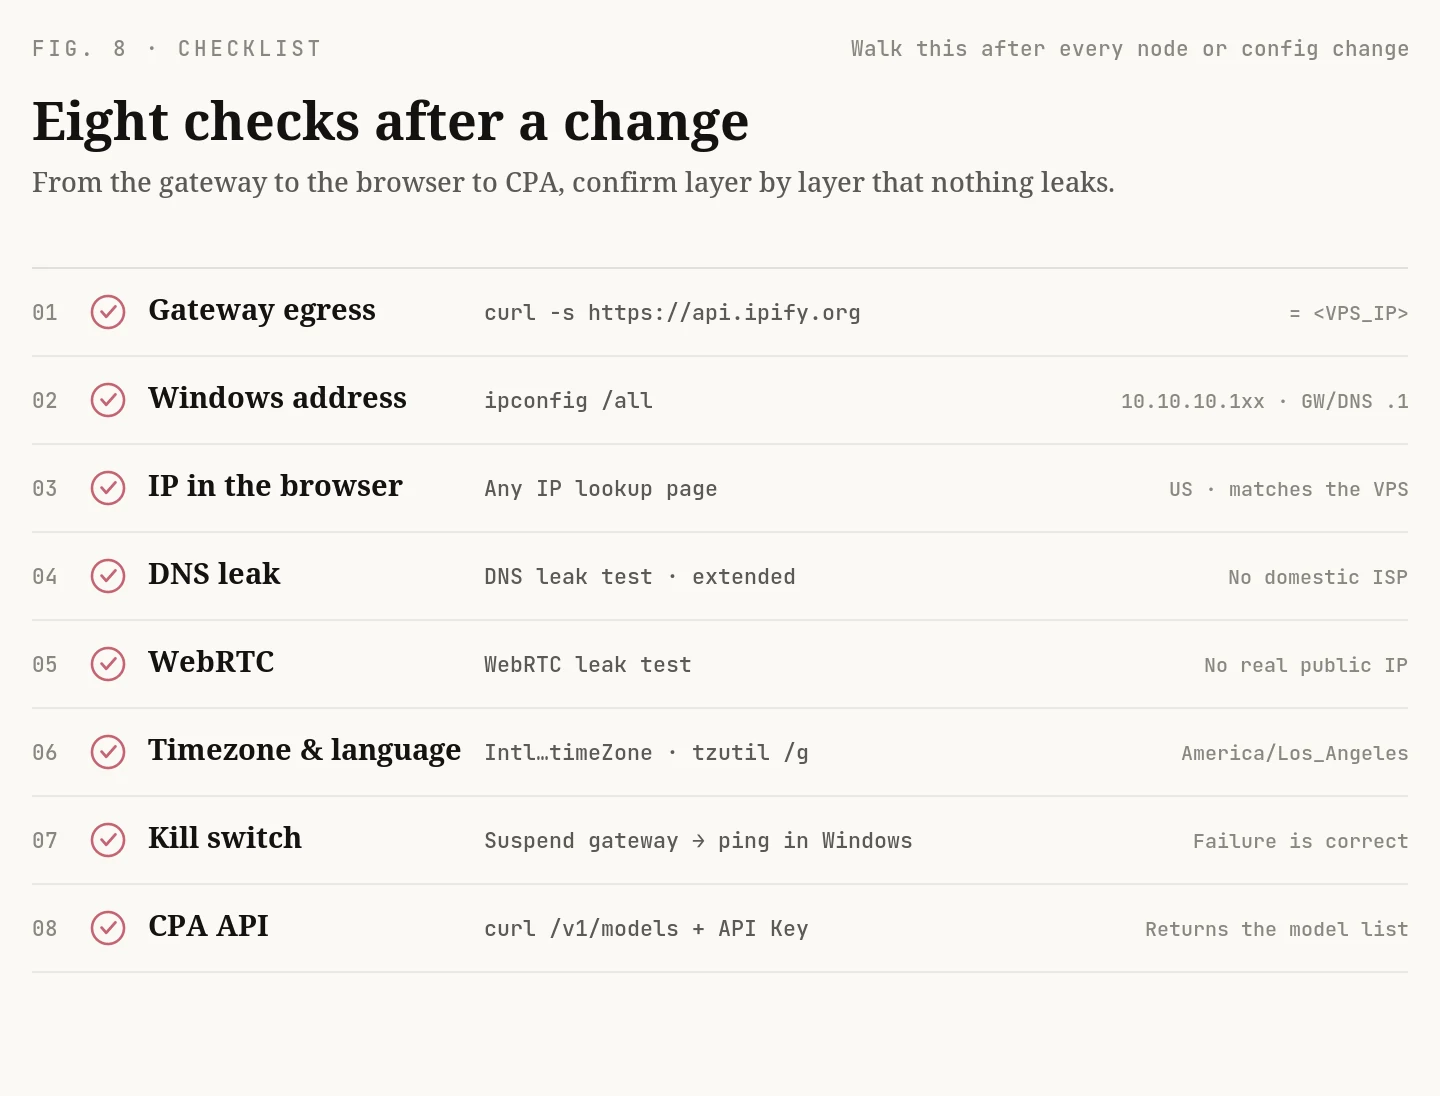 FIG. 8 · CHECKLIST
Walk this after every node or config change
Eight checks after a change
From the gateway to the browser to CPA, confirm layer by layer that nothing leaks.
01 Gateway egress curl -s https://api.ipify.org = <VPS_IP>
02 Windows address ipconfig /all 10.10.10.1xx · GW/DNS .1
03 IP in the browser Any IP lookup page US · matches the VPS
04 DNS leak DNS leak test · extended No domestic ISP
05 WebRTC WebRTC leak test No real public IP
06 Timezone & language Intl…timeZone · tzutil /g America/Los_Angeles
07 Kill switch Suspend gateway → ping in Windows Failure is correct
08 CPA API curl /v1/models + API Key Returns the model list